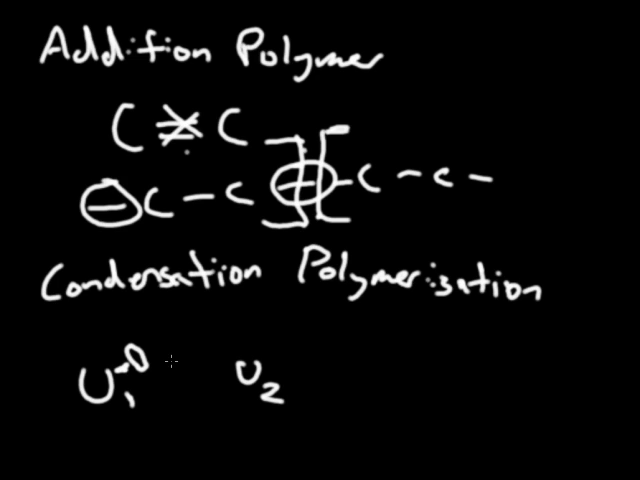 Addition Polymer
C = C
C - C - C - C -
Condensation Polymerisation
U1 U2